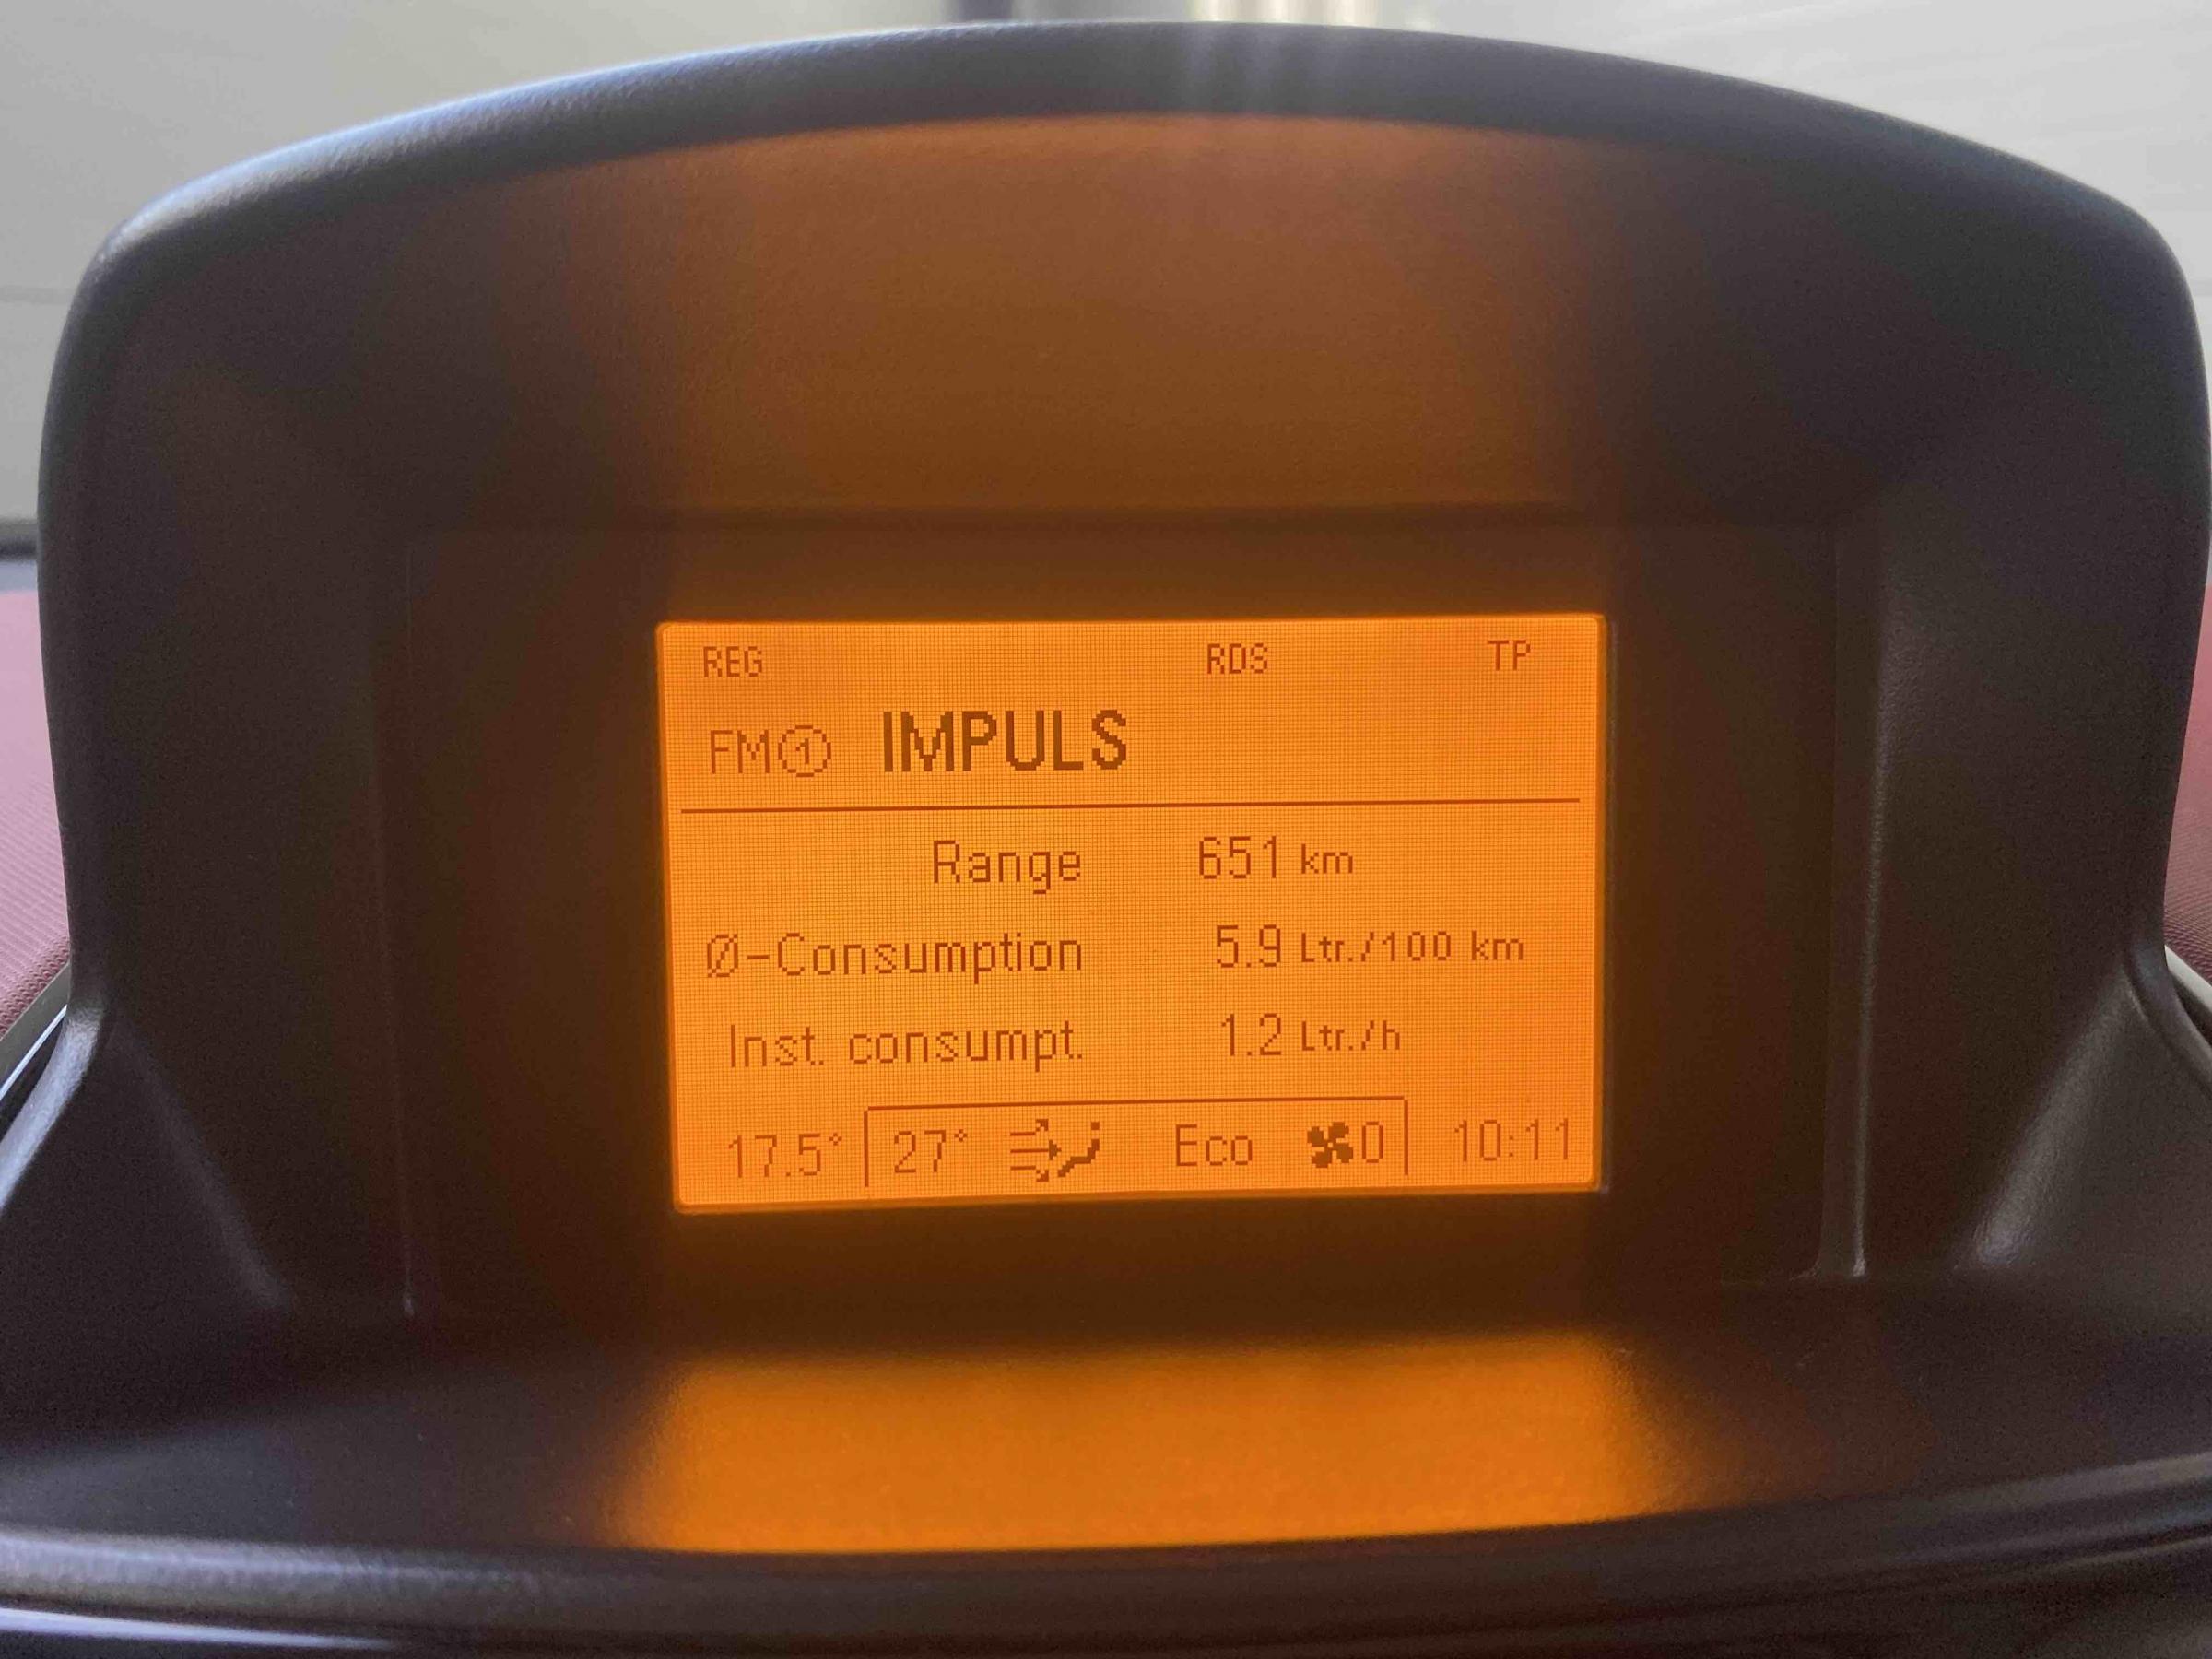 REG RDS TP
FM① IMPULS
Range 651 km
Ø-Consumption 5.9 Ltr./100 km
Inst. consumpt. 1.2 Ltr./h
17.5° 27° Eco 0 10:11